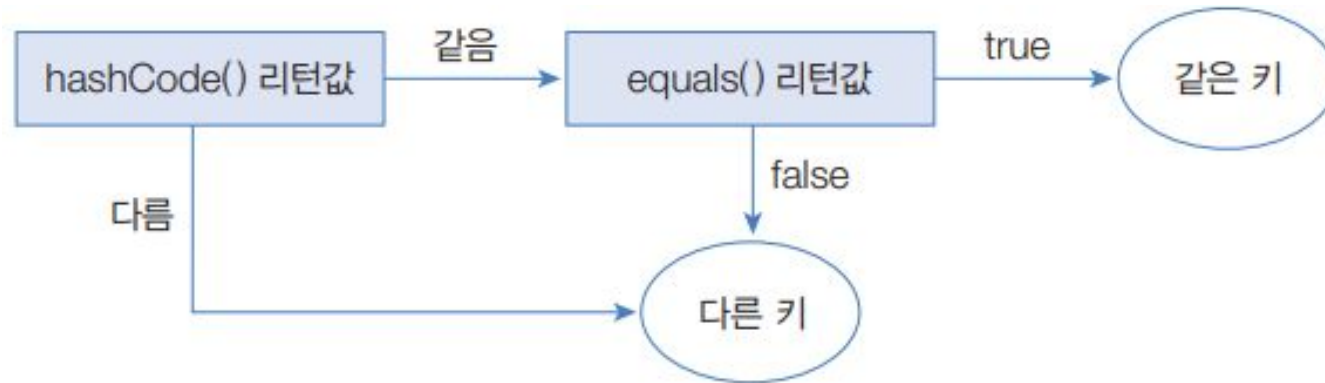 hashCode() 리턴값
같음
equals() 리턴값
true
같은 키
다름
false
다른 키